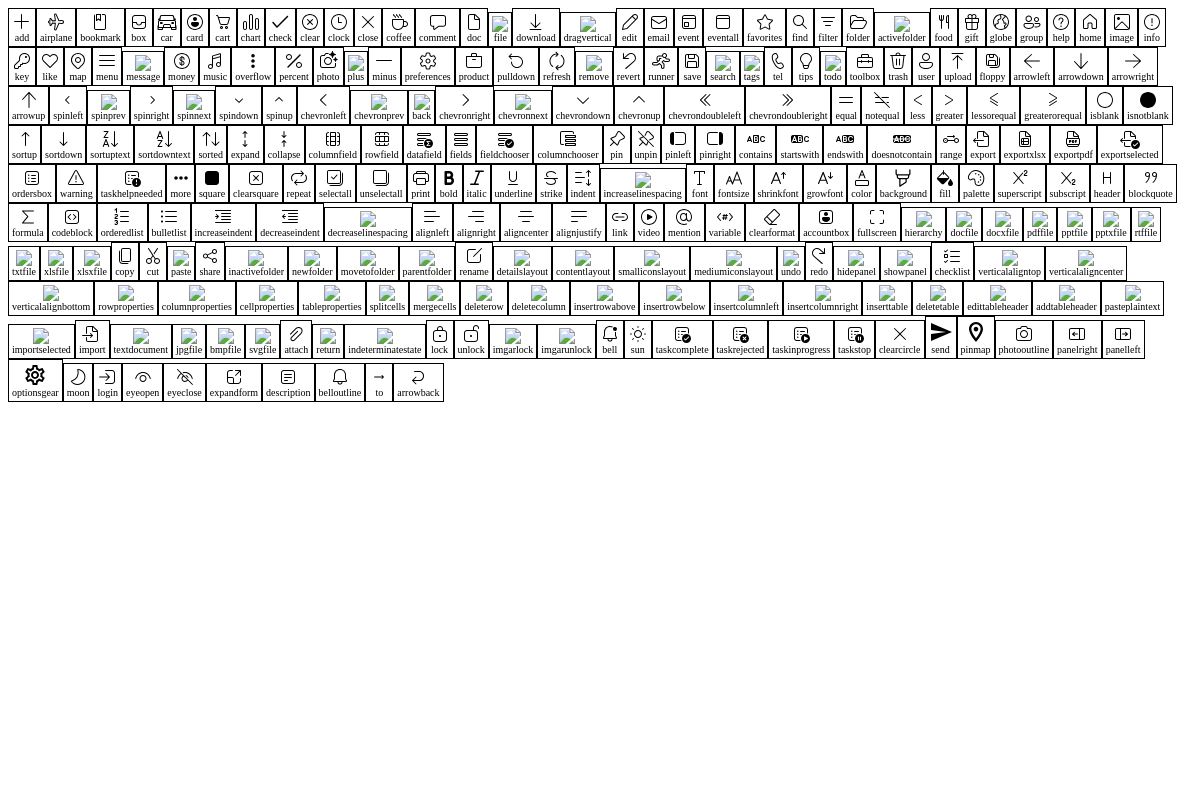 add airplane bookmark box car card cart chart check clear clock close coffee comment doc file download dragvertical edit email event eventall favorites find filter folder activefolder food gift globe group help home image info
key like map menu message money music overflow percent photo plus minus preferences product pulldown refresh remove revert runner save search tags tel tips todo toolbox trash user upload floppy arrowleft arrowdown arrowright
arrowup spinleft spinprev spinright spinnext spindown spinup chevronleft chevronprev back chevronright chevronnext chevrondown chevronup chevrondoubleleft chevrondoubleright equal notequal less greater lessorequal greaterorequal isblank isnotblank
sortup sortdown sortuptext sortdowntext sorted expand collapse columnfield rowfield datafield fields fieldchooser columnchooser pin unpin pinleft pinright contains startswith endswith doesnotcontain range export exportxlsx exportpdf exportselected
ordersbox warning taskhelpneeded more square clearsquare repeat selectall unselectall print bold italic underline strike indent increaselinespacing font fontsize shrinkfont growfont color background fill palette superscript subscript header blockquote
formula codeblock orderedlist bulletlist increaseindent decreaseindent decreaselinespacing alignleft alignright aligncenter alignjustify link video mention variable clearformat accountbox fullscreen hierarchy docfile docxfile pdffile pptfile pptxfile rtffile
txtfile xlsfile xlsxfile copy cut paste share inactivefolder newfolder movetofolder parentfolder rename detailslayout contentlayout smalliconslayout mediumiconslayout undo redo hidepanel showpanel checklist verticalaligntop verticalaligncenter
verticalalignbottom rowproperties columnproperties cellproperties tableproperties splitcells mergecells deleterow deletecolumn insertrowabove insertrowbelow insertcolumnleft insertcolumnright inserttable deletetable edittableheader addtableheader pasteplaintext
importselected import textdocument jpgfile bmpfile svgfile attach return indeterminatestate lock unlock imgarlock imgarunlock bell sun taskcomplete taskrejected taskinprogress taskstop clearcircle send pinmap photooutline panelright panelleft
optionsgear moon login eyeopen eyeclose expandform description belloutline to arrowback